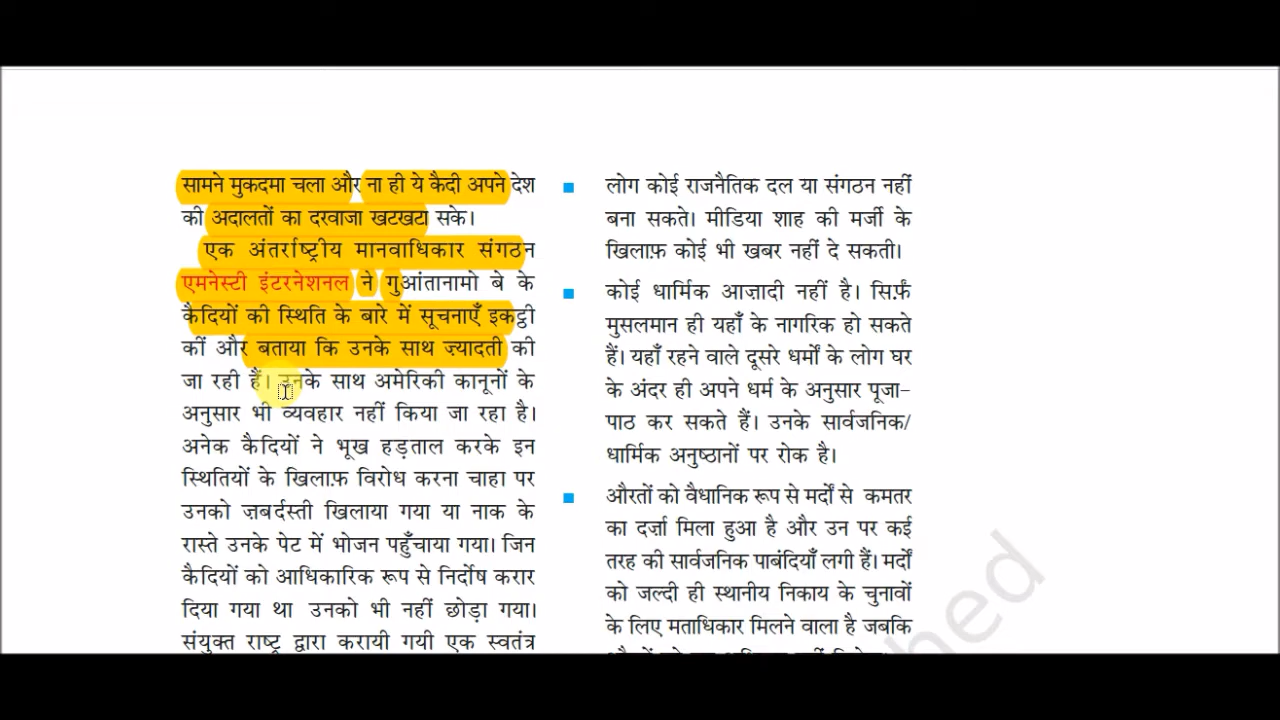 सामने मुकदमा चला और ना ही ये कैदी अपने देश
की अदालतों का दरवाजा खटखटा सके।
एक अंतर्राष्ट्रीय मानवाधिकार संगठन
एमनेस्टी इंटरनेशनल ने गुआंतानामो बे के
कैदियों की स्थिति के बारे में सूचनाएँ इकट्ठी
कीं और बताया कि उनके साथ ज़्यादती की
जा रही हैं। उनके साथ अमेरिकी कानूनों के
अनुसार भी व्यवहार नहीं किया जा रहा है।
अनेक कैदियों ने भूख हड़ताल करके इन
स्थितियों के खिलाफ़ विरोध करना चाहा पर
उनको ज़बर्दस्ती खिलाया गया या नाक के
रास्ते उनके पेट में भोजन पहुँचाया गया। जिन
कैदियों को आधिकारिक रूप से निर्दोष करार
दिया गया था उनको भी नहीं छोड़ा गया।
संयुक्त राष्ट्र द्वारा करायी गयी एक स्वतंत्र
लोग कोई राजनैतिक दल या संगठन नहीं
बना सकते। मीडिया शाह की मर्जी के
खिलाफ़ कोई भी खबर नहीं दे सकती।
कोई धार्मिक आज़ादी नहीं है। सिर्फ़
मुसलमान ही यहाँ के नागरिक हो सकते
हैं। यहाँ रहने वाले दूसरे धर्मों के लोग घर
के अंदर ही अपने धर्म के अनुसार पूजा-
पाठ कर सकते हैं। उनके सार्वजनिक/
धार्मिक अनुष्ठानों पर रोक है।
औरतों को वैधानिक रूप से मर्दों से कमतर
का दर्ज़ा मिला हुआ है और उन पर कई
तरह की सार्वजनिक पाबंदियाँ लगी हैं। मर्दों
को जल्दी ही स्थानीय निकाय के चुनावों
के लिए मताधिकार मिलने वाला है जबकि
hed